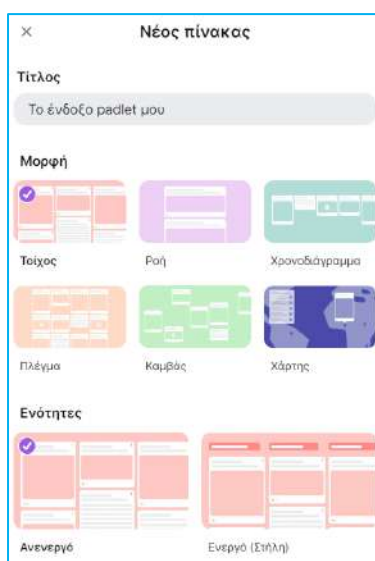 Νέος πίνακας
Τίτλος
Το ένδοξο padlet μου
Μορφή
Τοίχος Ροή Χρονοδιάγραμμα
Πλέγμα Καμβάς Χάρτης
Ενότητες
Ανενεργό Ενεργό (Στήλη)